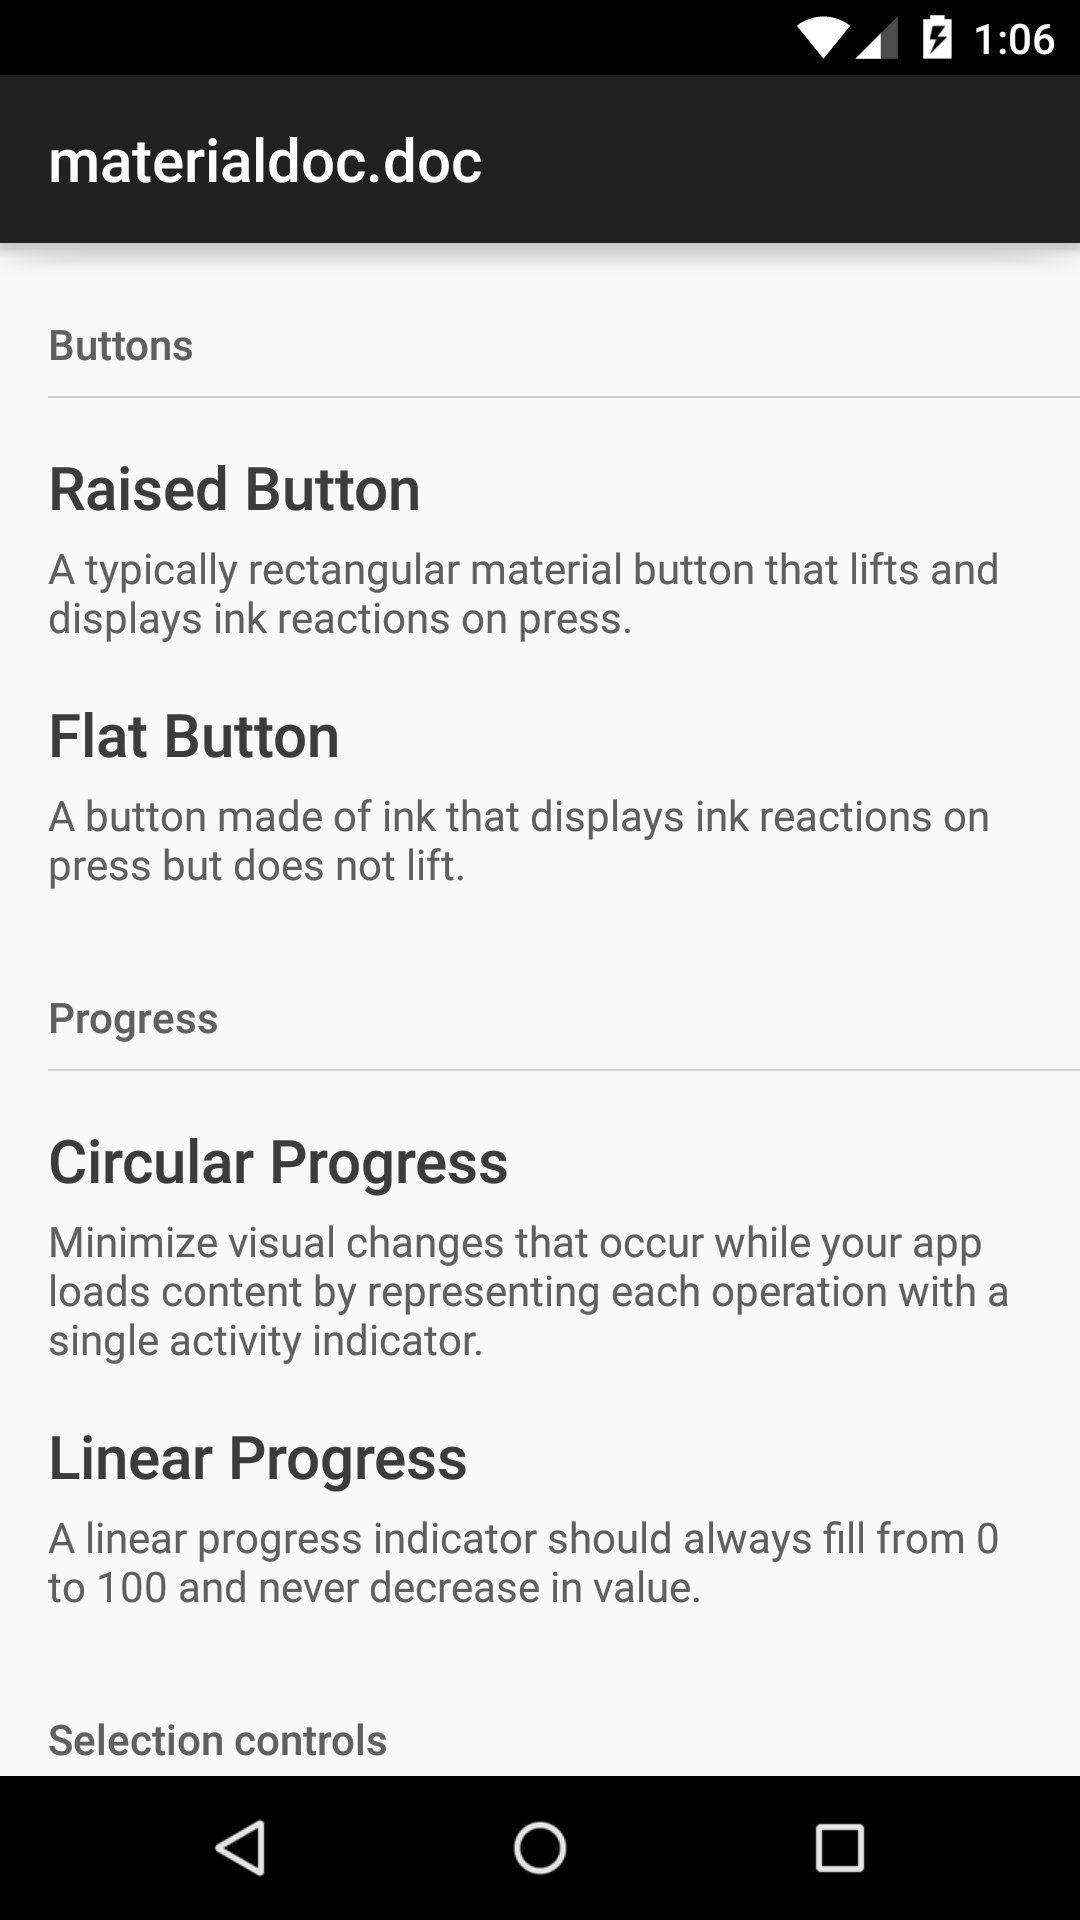 1:06
materialdoc.doc
Buttons
Raised Button
A typically rectangular material button that lifts and
displays ink reactions on press.
Flat Button
A button made of ink that displays ink reactions on
press but does not lift.
Progress
Circular Progress
Minimize visual changes that occur while your app
loads content by representing each operation with a
single activity indicator.
Linear Progress
A linear progress indicator should always fill from 0
to 100 and never decrease in value.
Selection controls